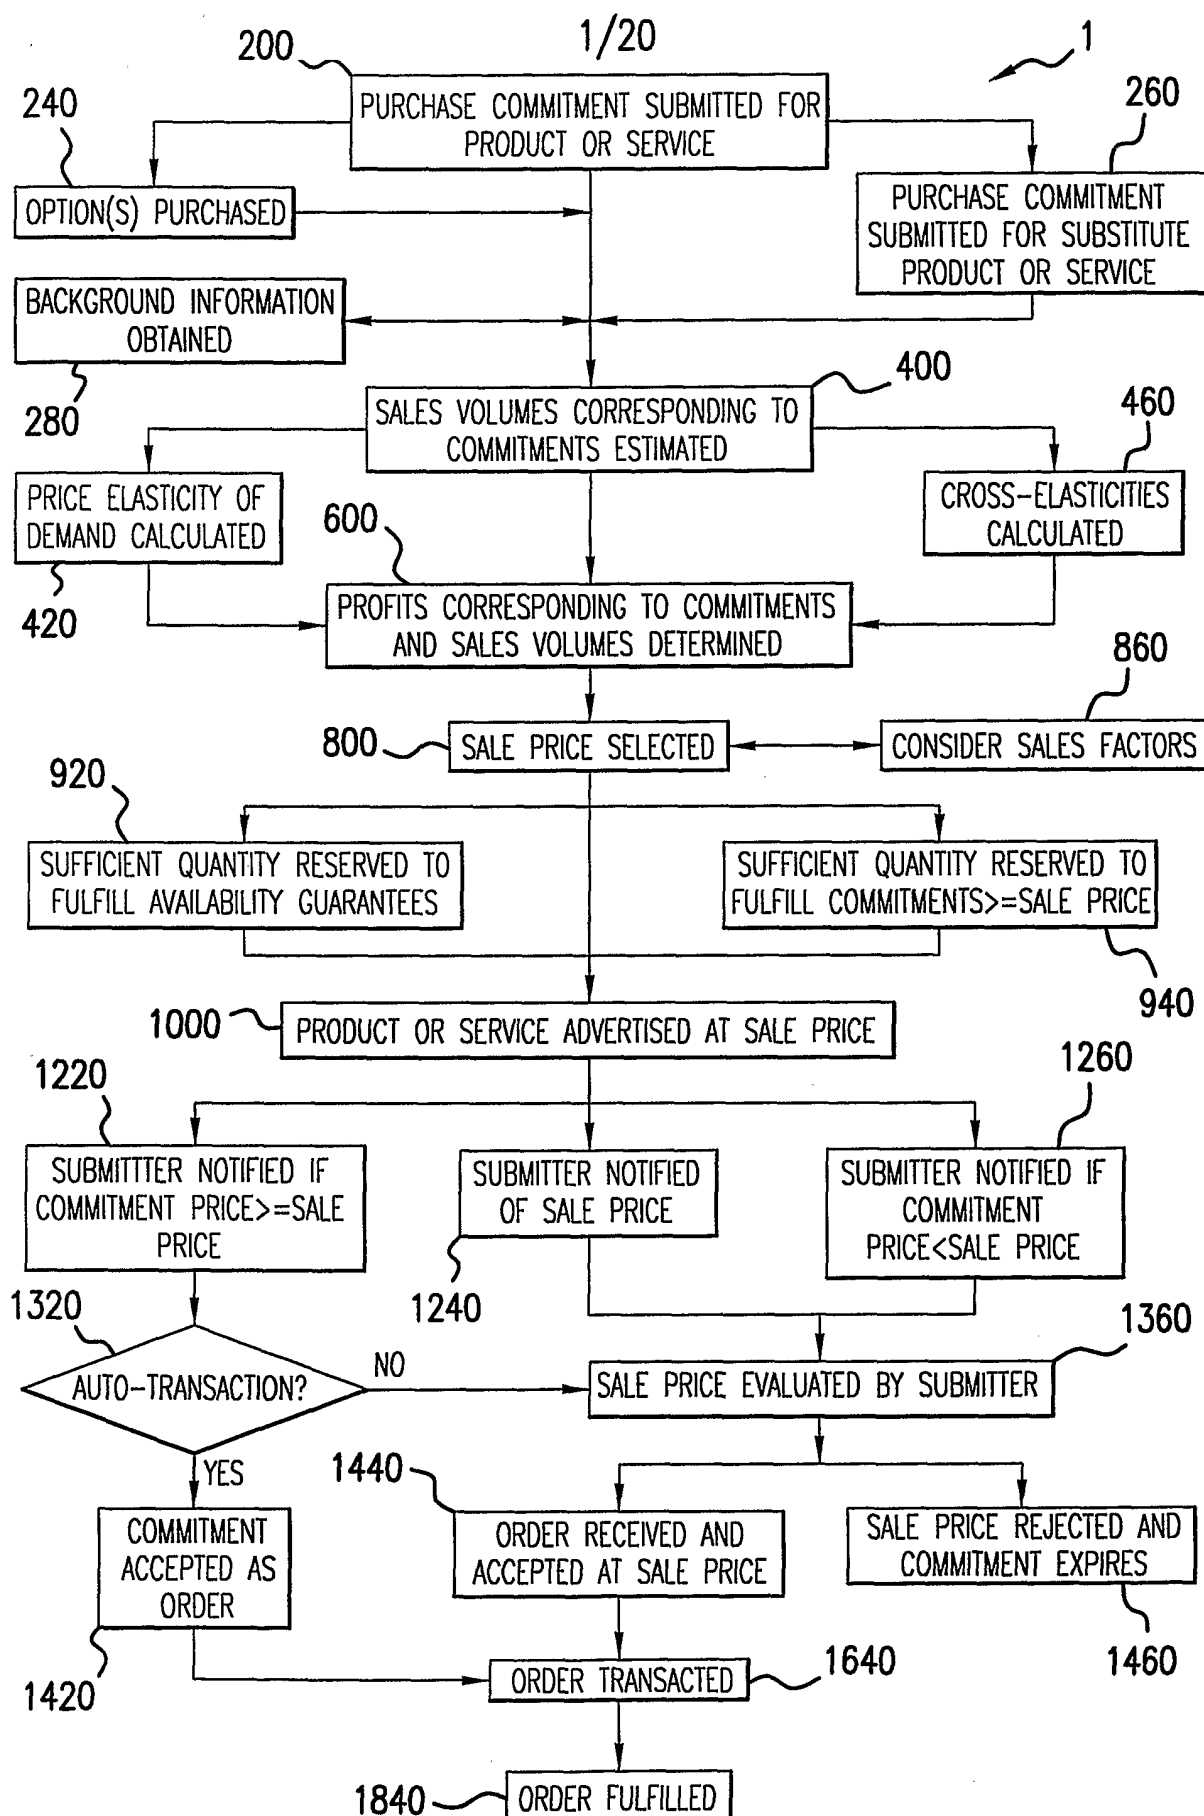 1/20
1
200
PURCHASE COMMITMENT SUBMITTED FOR
PRODUCT OR SERVICE
240
OPTION(S) PURCHASED
260
PURCHASE COMMITMENT
SUBMITTED FOR SUBSTITUTE
PRODUCT OR SERVICE
BACKGROUND INFORMATION
OBTAINED
280
400
SALES VOLUMES CORRESPONDING TO
COMMITMENTS ESTIMATED
460
PRICE ELASTICITY OF
DEMAND CALCULATED
420
CROSS-ELASTICITIES
CALCULATED
600
PROFITS CORRESPONDING TO COMMITMENTS
AND SALES VOLUMES DETERMINED
860
800
SALE PRICE SELECTED
CONSIDER SALES FACTORS
920
SUFFICIENT QUANTITY RESERVED TO
FULFILL AVAILABILITY GUARANTEES
SUFFICIENT QUANTITY RESERVED TO
FULFILL COMMITMENTS>=SALE PRICE
940
1000
PRODUCT OR SERVICE ADVERTISED AT SALE PRICE
1220
SUBMITTTER NOTIFIED IF
COMMITMENT PRICE>=SALE
PRICE
SUBMITTER NOTIFIED
OF SALE PRICE
1240
1260
SUBMITTER NOTIFIED IF
COMMITMENT
PRICE<SALE PRICE
1320
AUTO-TRANSACTION?
NO
YES
1360
SALE PRICE EVALUATED BY SUBMITTER
COMMITMENT
ACCEPTED AS
ORDER
1420
1440
ORDER RECEIVED AND
ACCEPTED AT SALE PRICE
SALE PRICE REJECTED AND
COMMITMENT EXPIRES
1460
ORDER TRANSACTED
1640
1840
ORDER FULFILLED